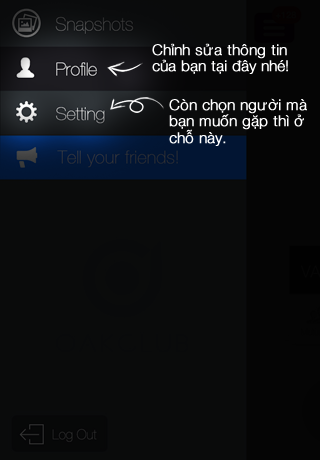 Snapshots
Profile
Chỉnh sửa thông tin
của bạn tại đây nhé!
Setting
Còn chọn người mà
bạn muốn gặp thì ở
chỗ này.
Tell your friends!
Log Out